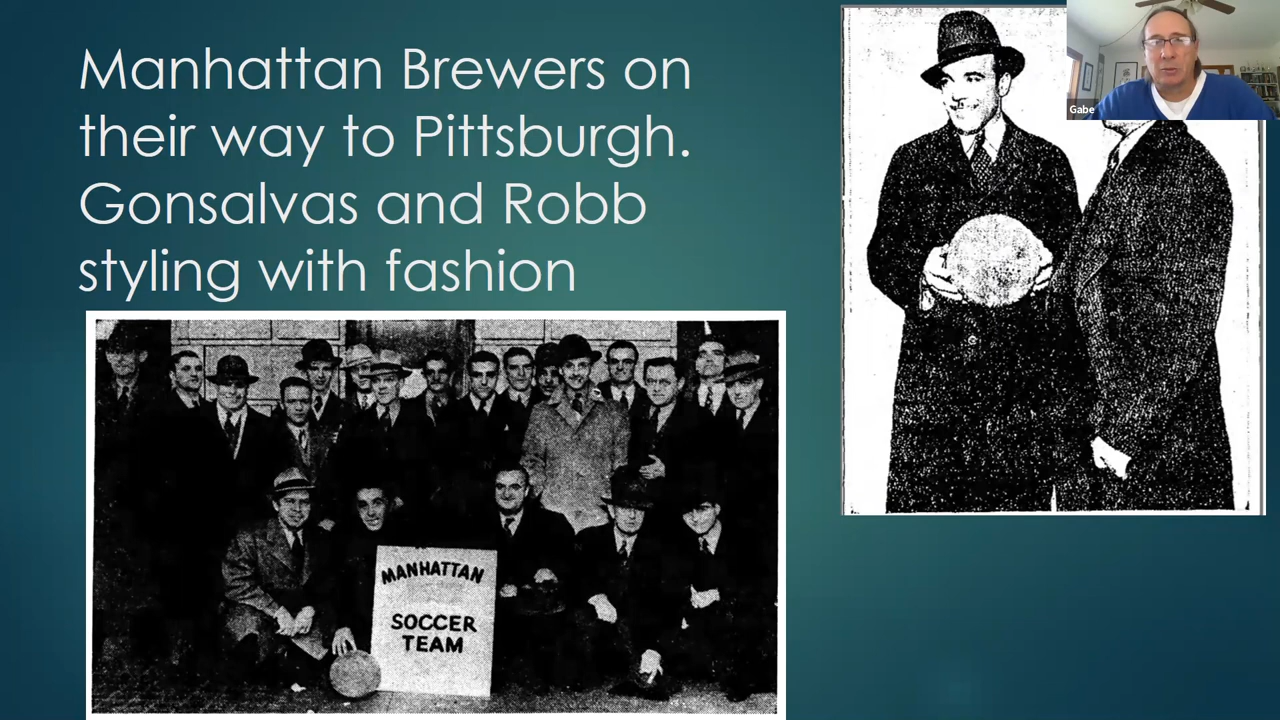 Manhattan Brewers on
their way to Pittsburgh.
Gonsalvas and Robb
styling with fashion
Gabe
MANHATTAN
SOCCER
TEAM